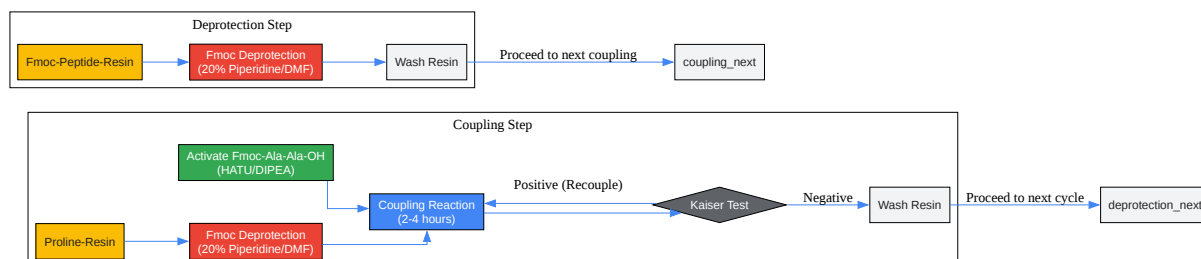 Deprotection Step
Fmoc-Peptide-Resin
Fmoc Deprotection
(20% Piperidine/DMF)
Wash Resin
Proceed to next coupling
coupling_next
Coupling Step
Activate Fmoc-Ala-Ala-OH
(HATU/DIPEA)
Proline-Resin
Fmoc Deprotection
(20% Piperidine/DMF)
Coupling Reaction
(2-4 hours)
Positive (Recouple)
Kaiser Test
Negative
Wash Resin
Proceed to next cycle
deprotection_next